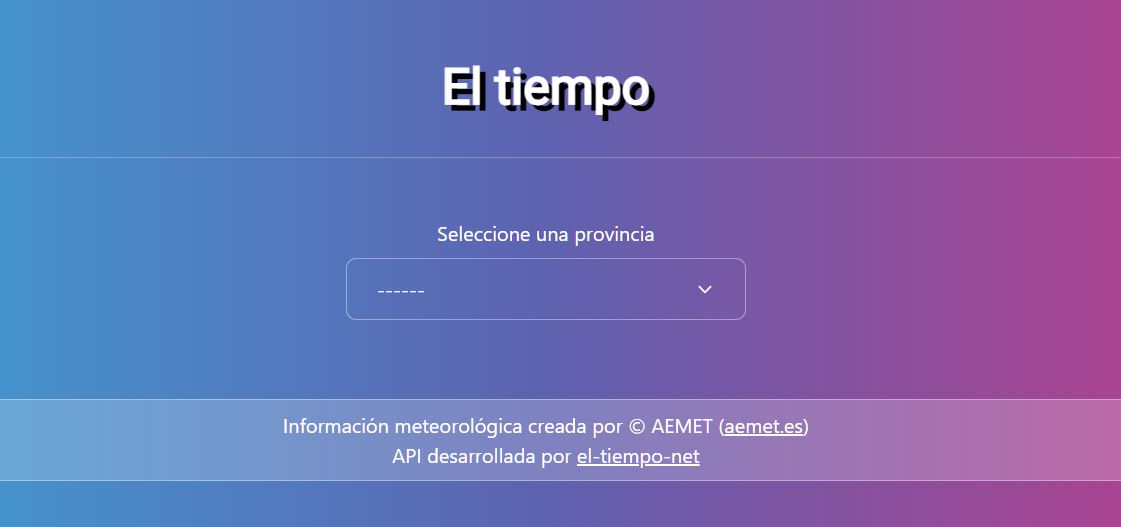 El tiempo
Seleccione una provincia
------
Información meteorológica creada por © AEMET (aemet.es)
API desarrollada por el-tiempo-net